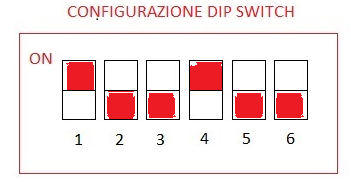 CONFIGURAZIONE DIP SWITCH
ON
1 2 3 4 5 6